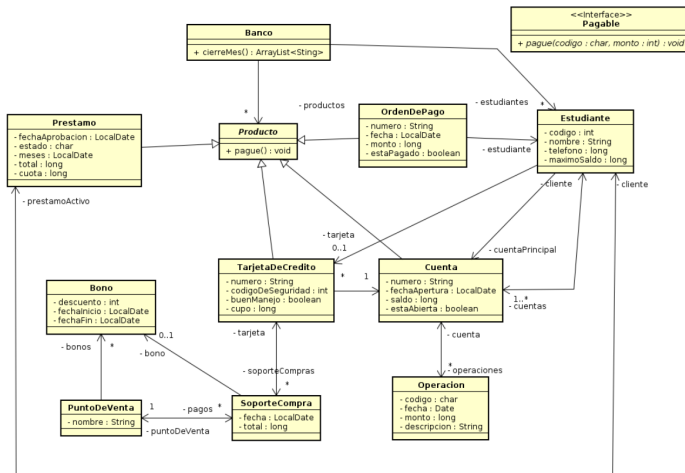 Banco
+ cierreMes() : ArrayList<Sting>
<<Interface>>
Pagable
+ pague(codigo : char, monto : int) : void
- productos
*
- estudiantes
*
Prestamo
- fechaAprobacion : LocalDate
- estado : char
- meses : LocalDate
- total : long
- cuota : long
Producto
+ pague() : void
OrdenDePago
- numero : String
- fecha : LocalDate
- monto : long
- estaPagado : boolean
- estudiante
Estudiante
- codigo : int
- nombre : String
- telefono : long
- maximoSaldo : long
- prestamoActivo
- cliente
- cliente
- tarjeta
0..1
- cuentaPrincipal
TarjetaDeCredito
- numero : String
- codigoDeSeguridad : int
- buenManejo : boolean
- cupo : long
*
1
Cuenta
- numero : String
- fechaApertura : LocalDate
- saldo : long
- estaAbierta : boolean
1..*
- cuentas
Bono
- descuento : int
- fechaInicio : LocalDate
- fechaFin : LocalDate
- tarjeta
- cuenta
- bonos
*
0..1
- bono
- soporteCompras
*
*
- operaciones
PuntoDeVenta
- nombre : String
1
- pagos
*
- puntoDeVenta
SoporteCompra
- fecha : LocalDate
- total : long
Operacion
- codigo : char
- fecha : Date
- monto : long
- descripcion : String